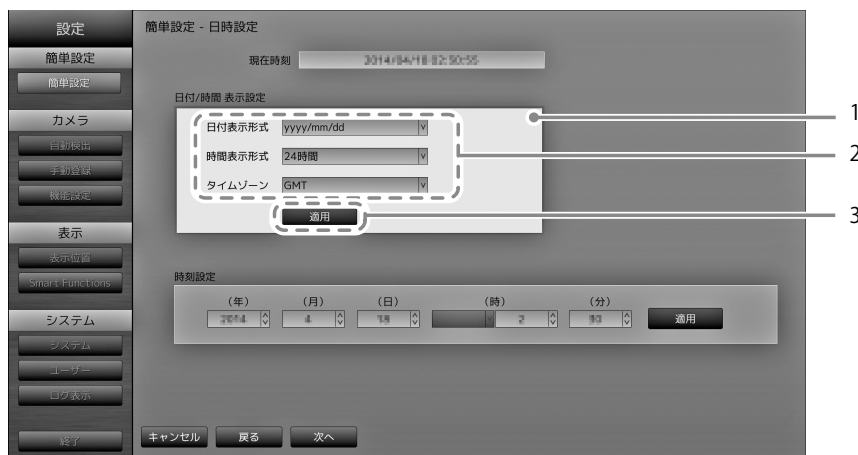 設定
簡単設定 - 日時設定
簡単設定
簡単設定
現在時刻 2014/04/18 02:50:55
日付/時間 表示設定
1
カメラ
日付表示形式 yyyy/mm/dd
自動検出
2
時間表示形式 24時間
手動登録
タイムゾーン GMT
機能設定
適用
3
表示
表示位置
時刻設定
Smart Functions
(年) (月) (日) (時) (分)
2014 4 18 2 適用
システム
システム
ユーザー
ログ表示
終了
キャンセル 戻る 次へ